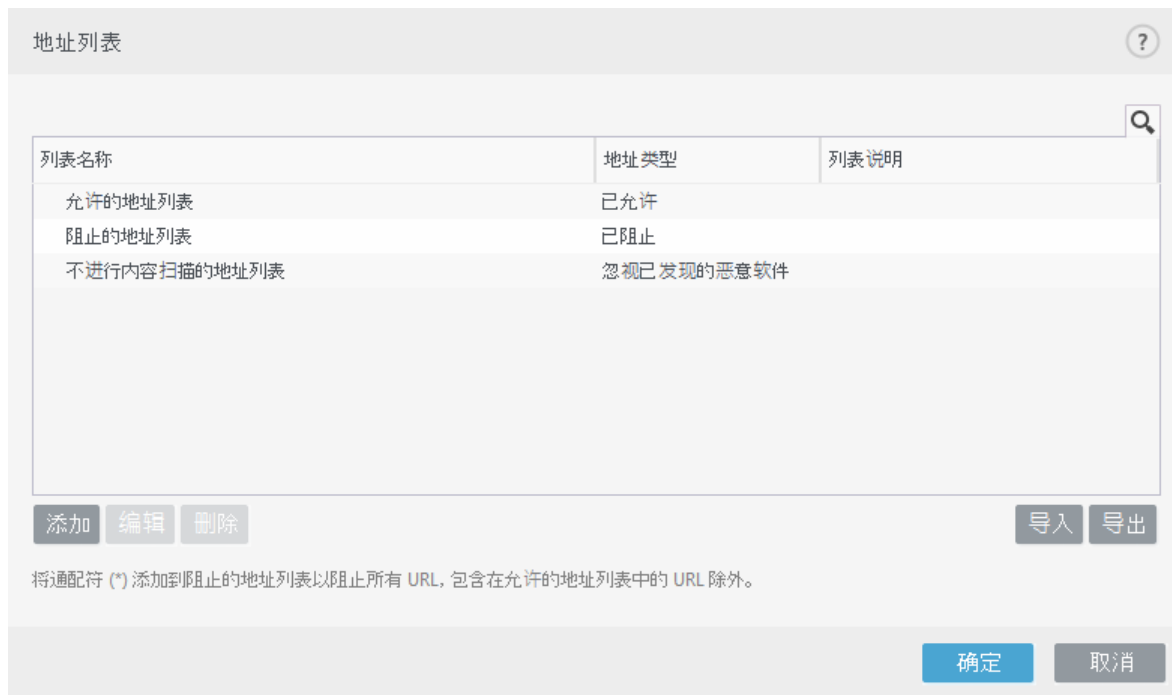 地址列表 ?
列表名称 地址类型 列表说明
允许的地址列表 已允许
阻止的地址列表 已阻止
不进行内容扫描的地址列表 忽视已发现的恶意软件
添加 编辑 删除 导入 导出
将通配符 (*) 添加到阻止的地址列表以阻止所有 URL, 包含在允许的地址列表中的 URL 除外。
确定 取消